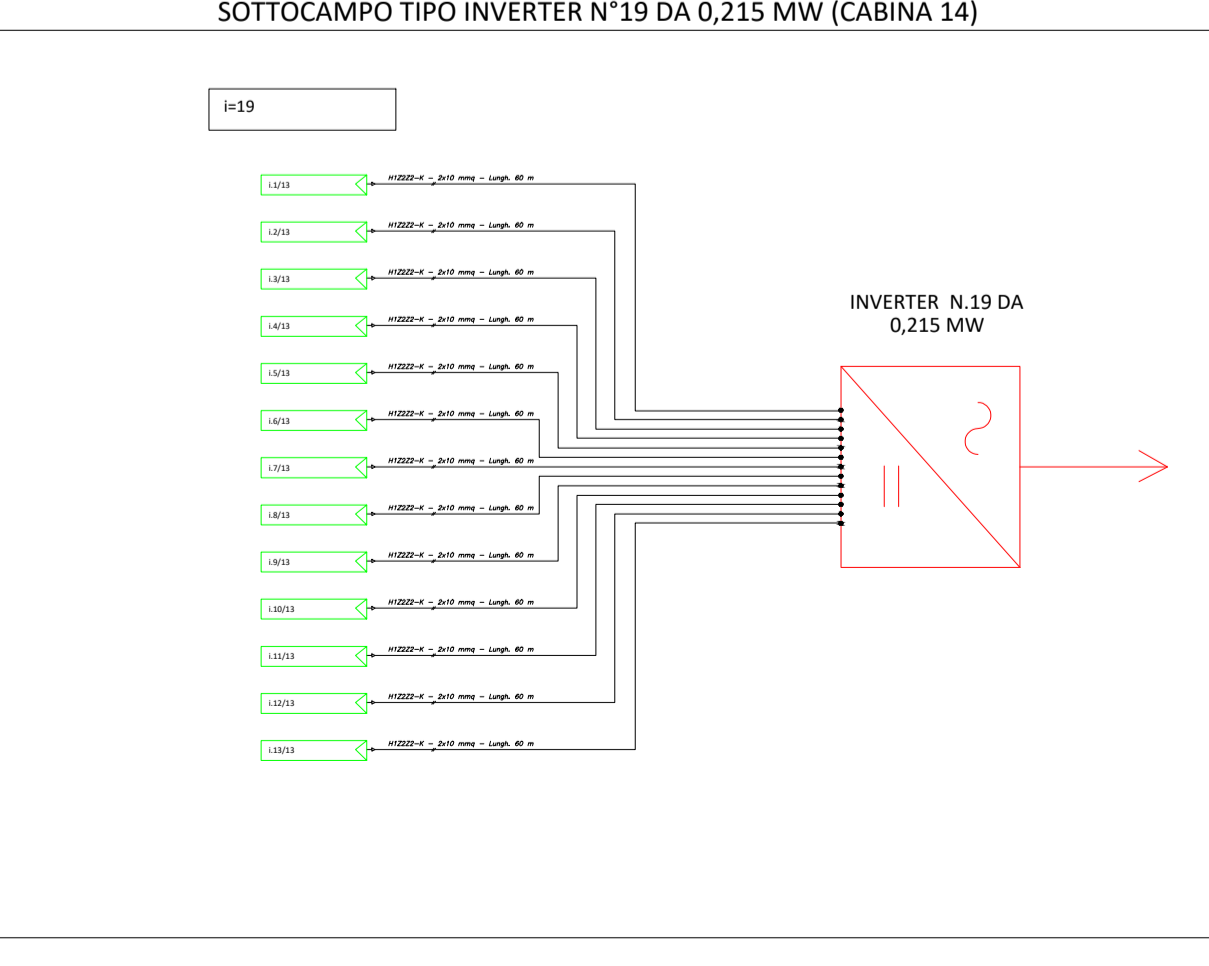 SOTTOCAMPO TIPO INVERTER N°19 DA 0,215 MW (CABINA 14)
i=19
i.1/13 H1Z2Z2-K - 2x10 mmq - Lungh. 60 m
i.2/13 H1Z2Z2-K - 2x10 mmq - Lungh. 60 m
i.3/13 H1Z2Z2-K - 2x10 mmq - Lungh. 60 m
INVERTER N.19 DA
0,215 MW
i.4/13 H1Z2Z2-K - 2x10 mmq - Lungh. 60 m
i.5/13 H1Z2Z2-K - 2x10 mmq - Lungh. 60 m
i.6/13 H1Z2Z2-K - 2x10 mmq - Lungh. 60 m
i.7/13 H1Z2Z2-K - 2x10 mmq - Lungh. 60 m
i.8/13 H1Z2Z2-K - 2x10 mmq - Lungh. 60 m
i.9/13 H1Z2Z2-K - 2x10 mmq - Lungh. 60 m
i.10/13 H1Z2Z2-K - 2x10 mmq - Lungh. 60 m
i.11/13 H1Z2Z2-K - 2x10 mmq - Lungh. 60 m
i.12/13 H1Z2Z2-K - 2x10 mmq - Lungh. 60 m
i.13/13 H1Z2Z2-K - 2x10 mmq - Lungh. 60 m